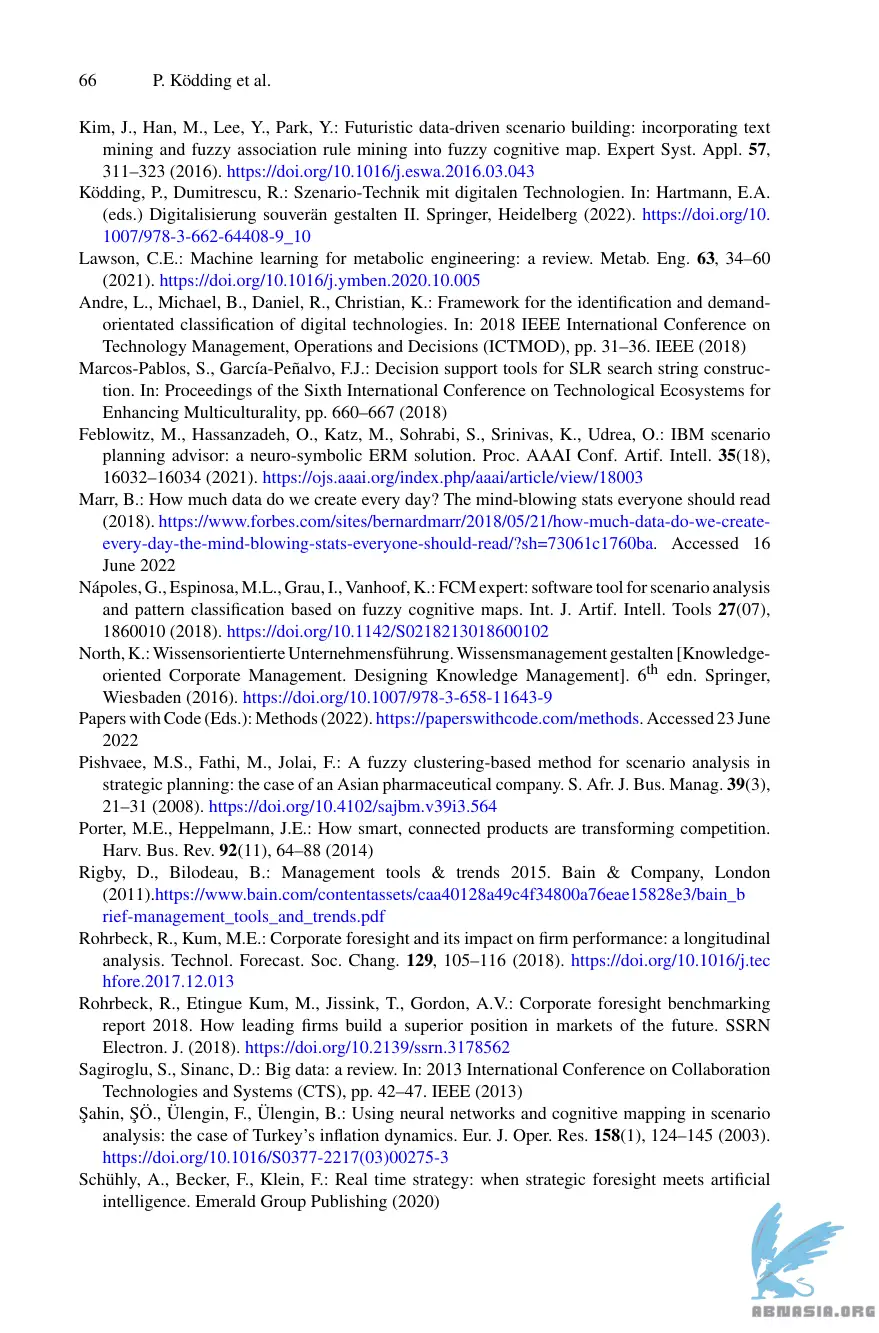 66 P. Ködding et al.
Kim, J., Han, M., Lee, Y., Park, Y.: Futuristic data-driven scenario building: incorporating text
mining and fuzzy association rule mining into fuzzy cognitive map. Expert Syst. Appl. 57,
311–323 (2016). https://doi.org/10.1016/j.eswa.2016.03.043
Ködding, P., Dumitrescu, R.: Szenario-Technik mit digitalen Technologien. In: Hartmann, E.A.
(eds.) Digitalisierung souverän gestalten II. Springer, Heidelberg (2022). https://doi.org/10.
1007/978-3-662-64408-9_10
Lawson, C.E.: Machine learning for metabolic engineering: a review. Metab. Eng. 63, 34–60
(2021). https://doi.org/10.1016/j.ymben.2020.10.005
Andre, L., Michael, B., Daniel, R., Christian, K.: Framework for the identification and demand-
orientated classification of digital technologies. In: 2018 IEEE International Conference on
Technology Management, Operations and Decisions (ICTMOD), pp. 31–36. IEEE (2018)
Marcos-Pablos, S., García-Peñalvo, F.J.: Decision support tools for SLR search string construc-
tion. In: Proceedings of the Sixth International Conference on Technological Ecosystems for
Enhancing Multiculturality, pp. 660–667 (2018)
Feblowitz, M., Hassanzadeh, O., Katz, M., Sohrabi, S., Srinivas, K., Udrea, O.: IBM scenario
planning advisor: a neuro-symbolic ERM solution. Proc. AAAI Conf. Artif. Intell. 35(18),
16032–16034 (2021). https://ojs.aaai.org/index.php/aaai/article/view/18003
Marr, B.: How much data do we create every day? The mind-blowing stats everyone should read
(2018). https://www.forbes.com/sites/bernardmarr/2018/05/21/how-much-data-do-we-create-
every-day-the-mind-blowing-stats-everyone-should-read/?sh=73061c1760ba. Accessed 16
June 2022
Nápoles, G., Espinosa, M.L., Grau, I., Vanhoof, K.: FCM expert: software tool for scenario analysis
and pattern classification based on fuzzy cognitive maps. Int. J. Artif. Intell. Tools 27(07),
1860010 (2018). https://doi.org/10.1142/S0218213018600102
North, K.: Wissensorientierte Unternehmensführung. Wissensmanagement gestalten [Knowledge-
oriented Corporate Management. Designing Knowledge Management]. 6th edn. Springer,
Wiesbaden (2016). https://doi.org/10.1007/978-3-658-11643-9
Papers with Code (Eds.): Methods (2022). https://paperswithcode.com/methods. Accessed 23 June
2022
Pishvaee, M.S., Fathi, M., Jolai, F.: A fuzzy clustering-based method for scenario analysis in
strategic planning: the case of an Asian pharmaceutical company. S. Afr. J. Bus. Manag. 39(3),
21–31 (2008). https://doi.org/10.4102/sajbm.v39i3.564
Porter, M.E., Heppelmann, J.E.: How smart, connected products are transforming competition.
Harv. Bus. Rev. 92(11), 64–88 (2014)
Rigby, D., Bilodeau, B.: Management tools & trends 2015. Bain & Company, London
(2011).https://www.bain.com/contentassets/caa40128a49c4f34800a76eae15828e3/bain_b
rief-management_tools_and_trends.pdf
Rohrbeck, R., Kum, M.E.: Corporate foresight and its impact on firm performance: a longitudinal
analysis. Technol. Forecast. Soc. Chang. 129, 105–116 (2018). https://doi.org/10.1016/j.tec
hfore.2017.12.013
Rohrbeck, R., Etingue Kum, M., Jissink, T., Gordon, A.V.: Corporate foresight benchmarking
report 2018. How leading firms build a superior position in markets of the future. SSRN
Electron. J. (2018). https://doi.org/10.2139/ssrn.3178562
Sagiroglu, S., Sinanc, D.: Big data: a review. In: 2013 International Conference on Collaboration
Technologies and Systems (CTS), pp. 42–47. IEEE (2013)
Şahin, ŞÖ., Ülengin, F., Ülengin, B.: Using neural networks and cognitive mapping in scenario
analysis: the case of Turkey's inflation dynamics. Eur. J. Oper. Res. 158(1), 124–145 (2003).
https://doi.org/10.1016/S0377-2217(03)00275-3
Schühly, A., Becker, F., Klein, F.: Real time strategy: when strategic foresight meets artificial
intelligence. Emerald Group Publishing (2020)
ABNASIA.ORG